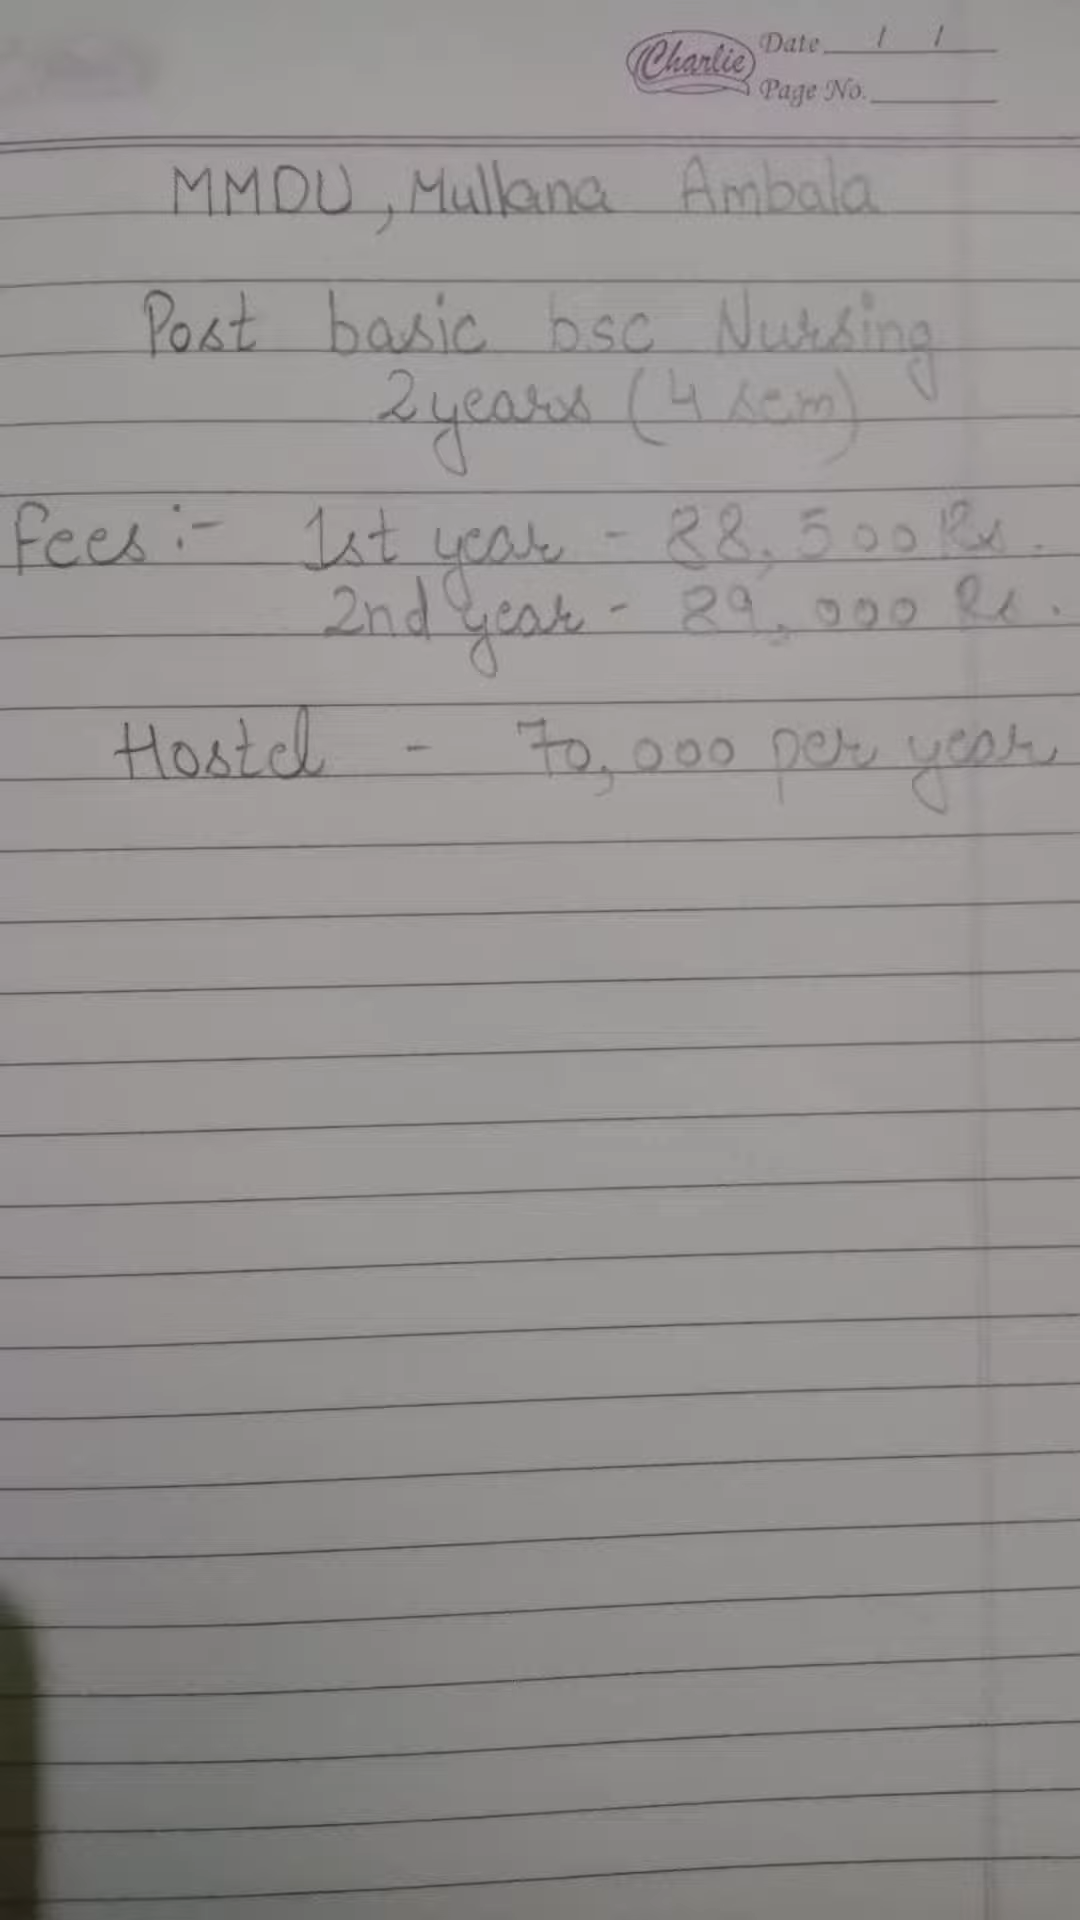 Charlie
Date / /
Page No.
MMDU, Mullana Ambala
Post basic bsc Nursing
2years (4 sem)
Fees :- 1st year - 88,500 Rs.
2nd year - 89,000 Rs.
Hostel - 70,000 per year